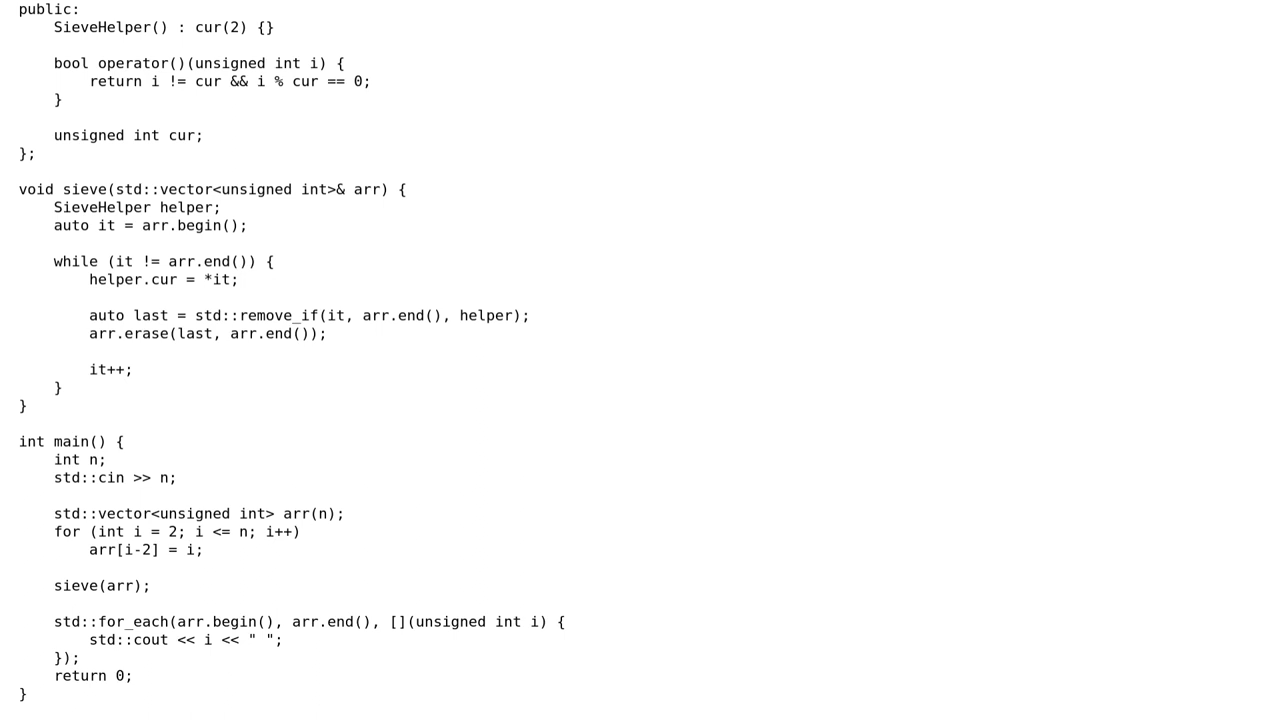 public:
    SieveHelper() : cur(2) {}

    bool operator()(unsigned int i) {
        return i != cur && i % cur == 0;
    }

    unsigned int cur;
};

void sieve(std::vector<unsigned int>& arr) {
    SieveHelper helper;
    auto it = arr.begin();

    while (it != arr.end()) {
        helper.cur = *it;

        auto last = std::remove_if(it, arr.end(), helper);
        arr.erase(last, arr.end());

        it++;
    }
}

int main() {
    int n;
    std::cin >> n;

    std::vector<unsigned int> arr(n);
    for (int i = 2; i <= n; i++)
        arr[i-2] = i;

    sieve(arr);

    std::for_each(arr.begin(), arr.end(), [](unsigned int i) {
        std::cout << i << " ";
    });
    return 0;
}